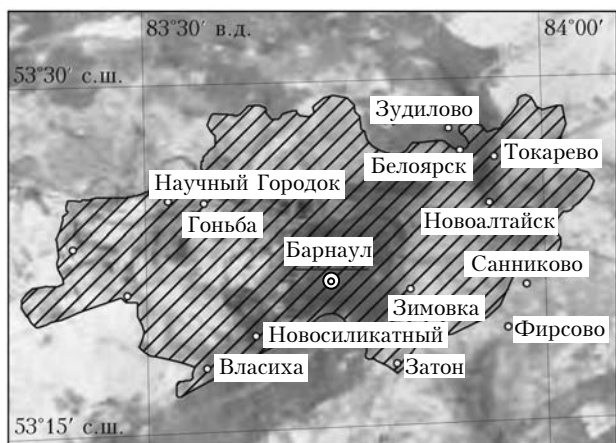 83°30′ в.д.
84°00′
53°30′ с.ш.
Зудилово
Белоярск
Токарево
Научный Городок
Гоньба
Новоалтайск
Барнаул
Санниково
Зимовка
Новосиликатный
Фирсово
Власиха
Затон
53°15′ с.ш.